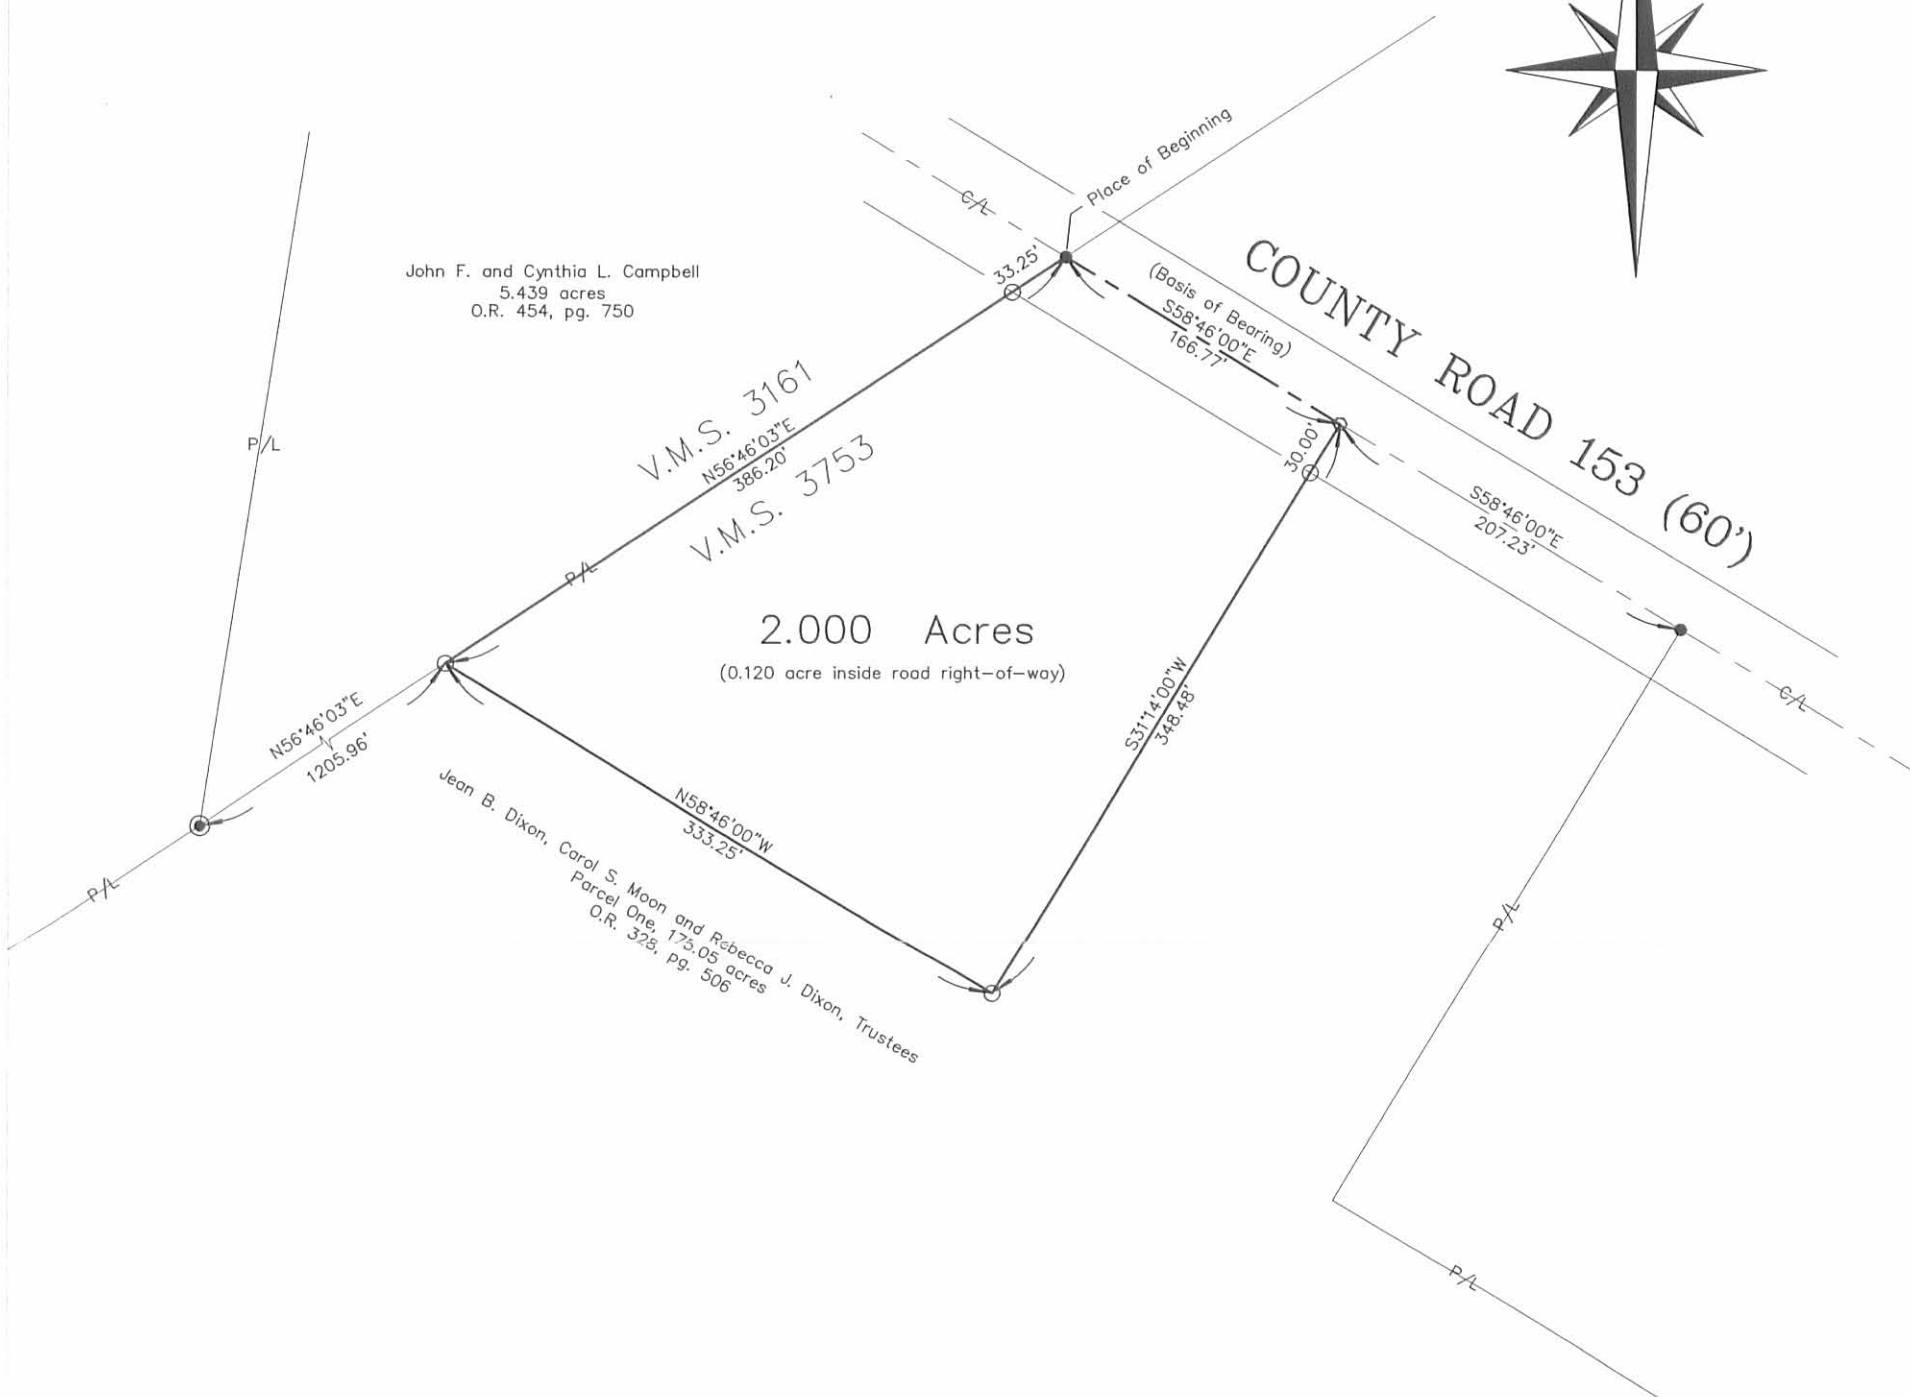 Place of Beginning
C/L
John F. and Cynthia L. Campbell
5.439 acres
O.R. 454, pg. 750
33.25'
(Basis of Bearing)
S58°46'00"E
166.77'
COUNTY ROAD 153 (60')
P/L
V.M.S. 3161
N56°46'03"E
386.20'
V.M.S. 3753
30.00'
S58°46'00"E
207.23'
P/L
2.000 Acres
(0.120 acre inside road right-of-way)
S31°14'00"W
348.48'
C/L
N56°46'03"E
1205.96'
N58°46'00"W
333.25'
Jean B. Dixon, Carol S. Moon and Rebecca J. Dixon, Trustees
Parcel One, 175.05 acres
O.R. 328, pg. 506
P/L
P/L
P/L